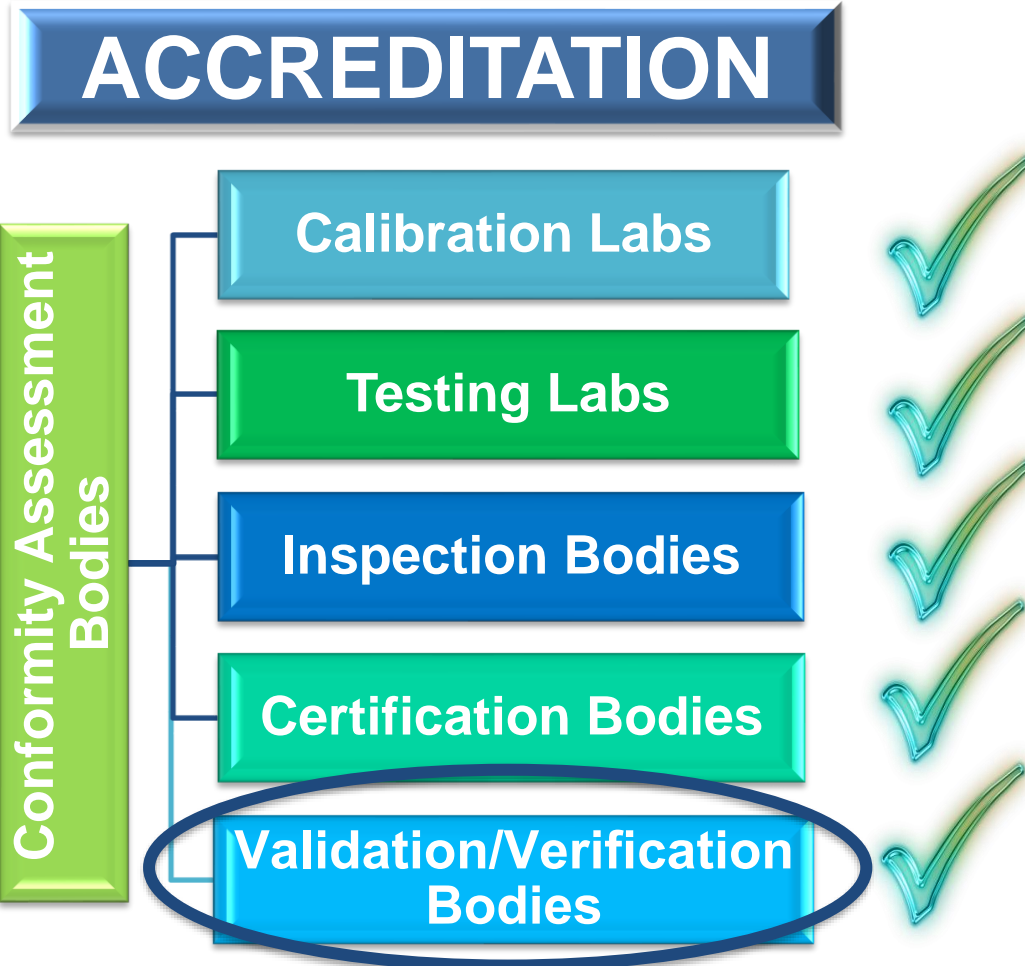 ACCREDITATION
Conformity Assessment
Bodies
Calibration Labs
Testing Labs
Inspection Bodies
Certification Bodies
Validation/Verification
Bodies